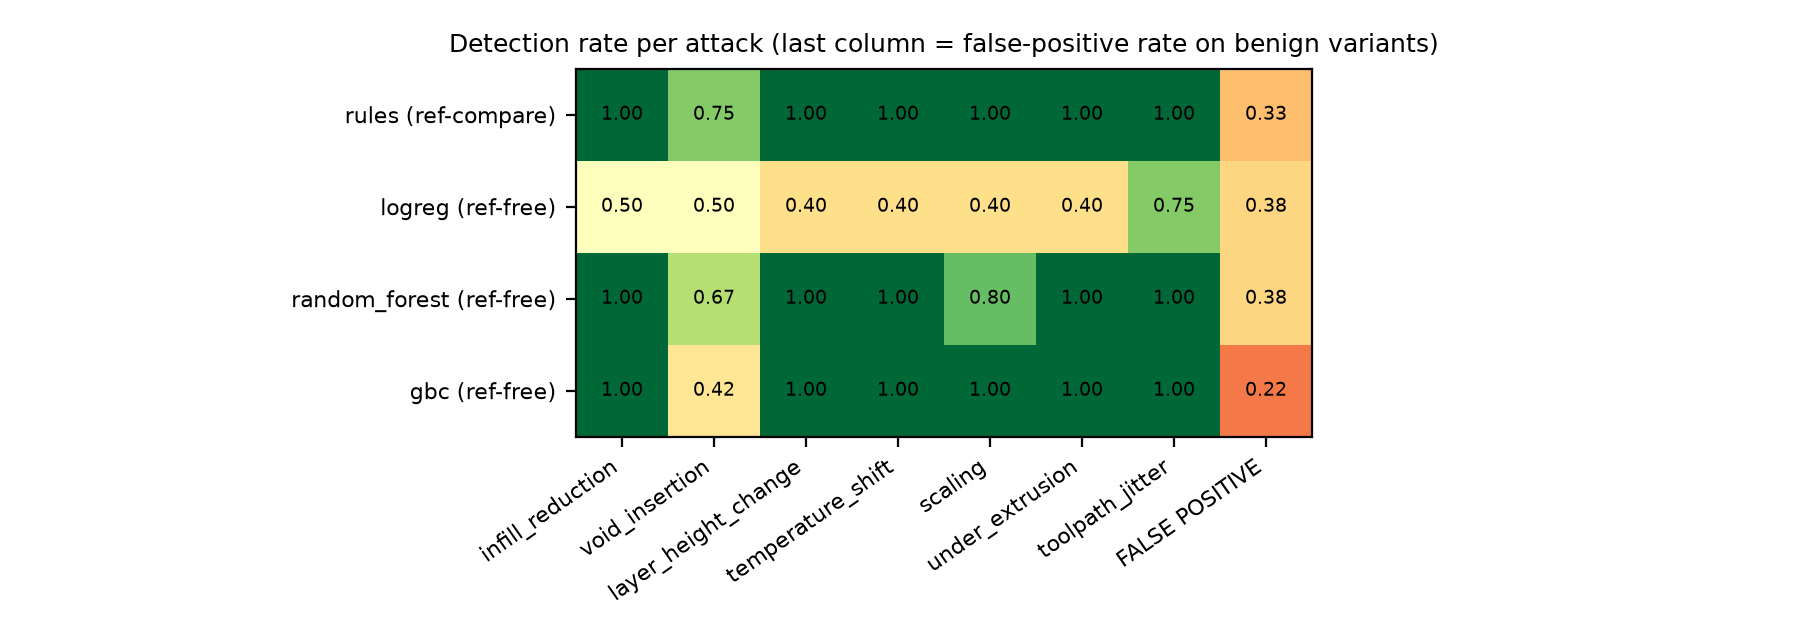 Detection rate per attack (last column = false-positive rate on benign variants)
rules (ref-compare) 1.00 0.75 1.00 1.00 1.00 1.00 1.00 0.33
logreg (ref-free) 0.50 0.50 0.40 0.40 0.40 0.40 0.75 0.38
random_forest (ref-free) 1.00 0.67 1.00 1.00 0.80 1.00 1.00 0.38
gbc (ref-free) 1.00 0.42 1.00 1.00 1.00 1.00 1.00 0.22
infill_reduction
void_insertion
layer_height_change
temperature_shift
scaling
under_extrusion
toolpath_jitter
FALSE POSITIVE